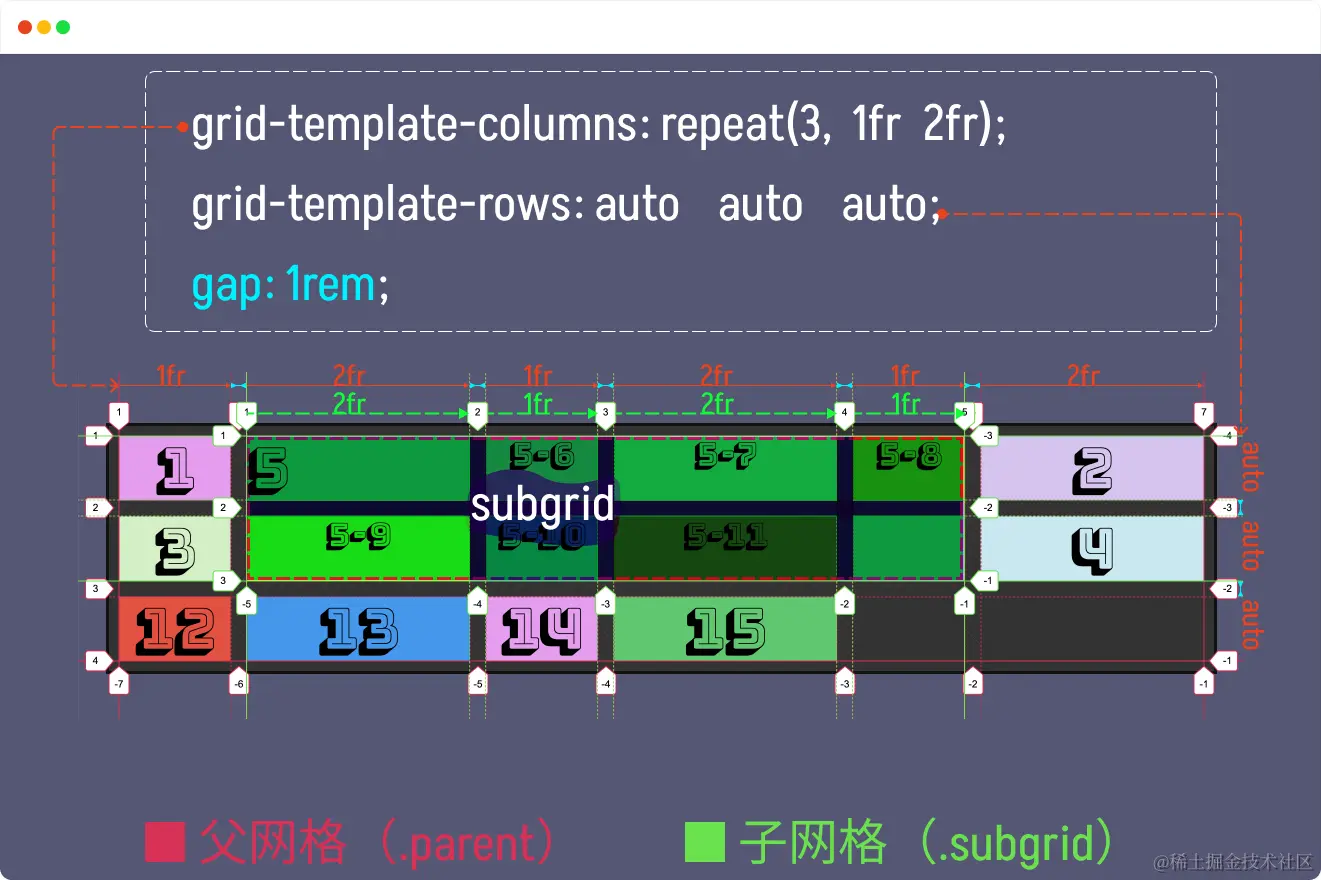 grid-template-columns: repeat(3, 1fr 2fr);
grid-template-rows: auto auto auto;
gap: 1rem;
1fr 2fr 1fr 2fr 1fr 2fr
2fr 1fr 2fr 1fr
1 1 2 3 4 5 7
1 1 -3 -4
1 5 5-6 5-7 5-8 2
auto
2 2 -2 -3
subgrid
3 5-9 5-10 5-11 4
auto
3 3 -1 -2
-5 -4 -3 -2 -1
12 13 14 15
auto
4 -1
-7 -6 -5 -4 -3 -2 -1
父网格（.parent） 子网格（.subgrid）
@稀土掘金技术社区